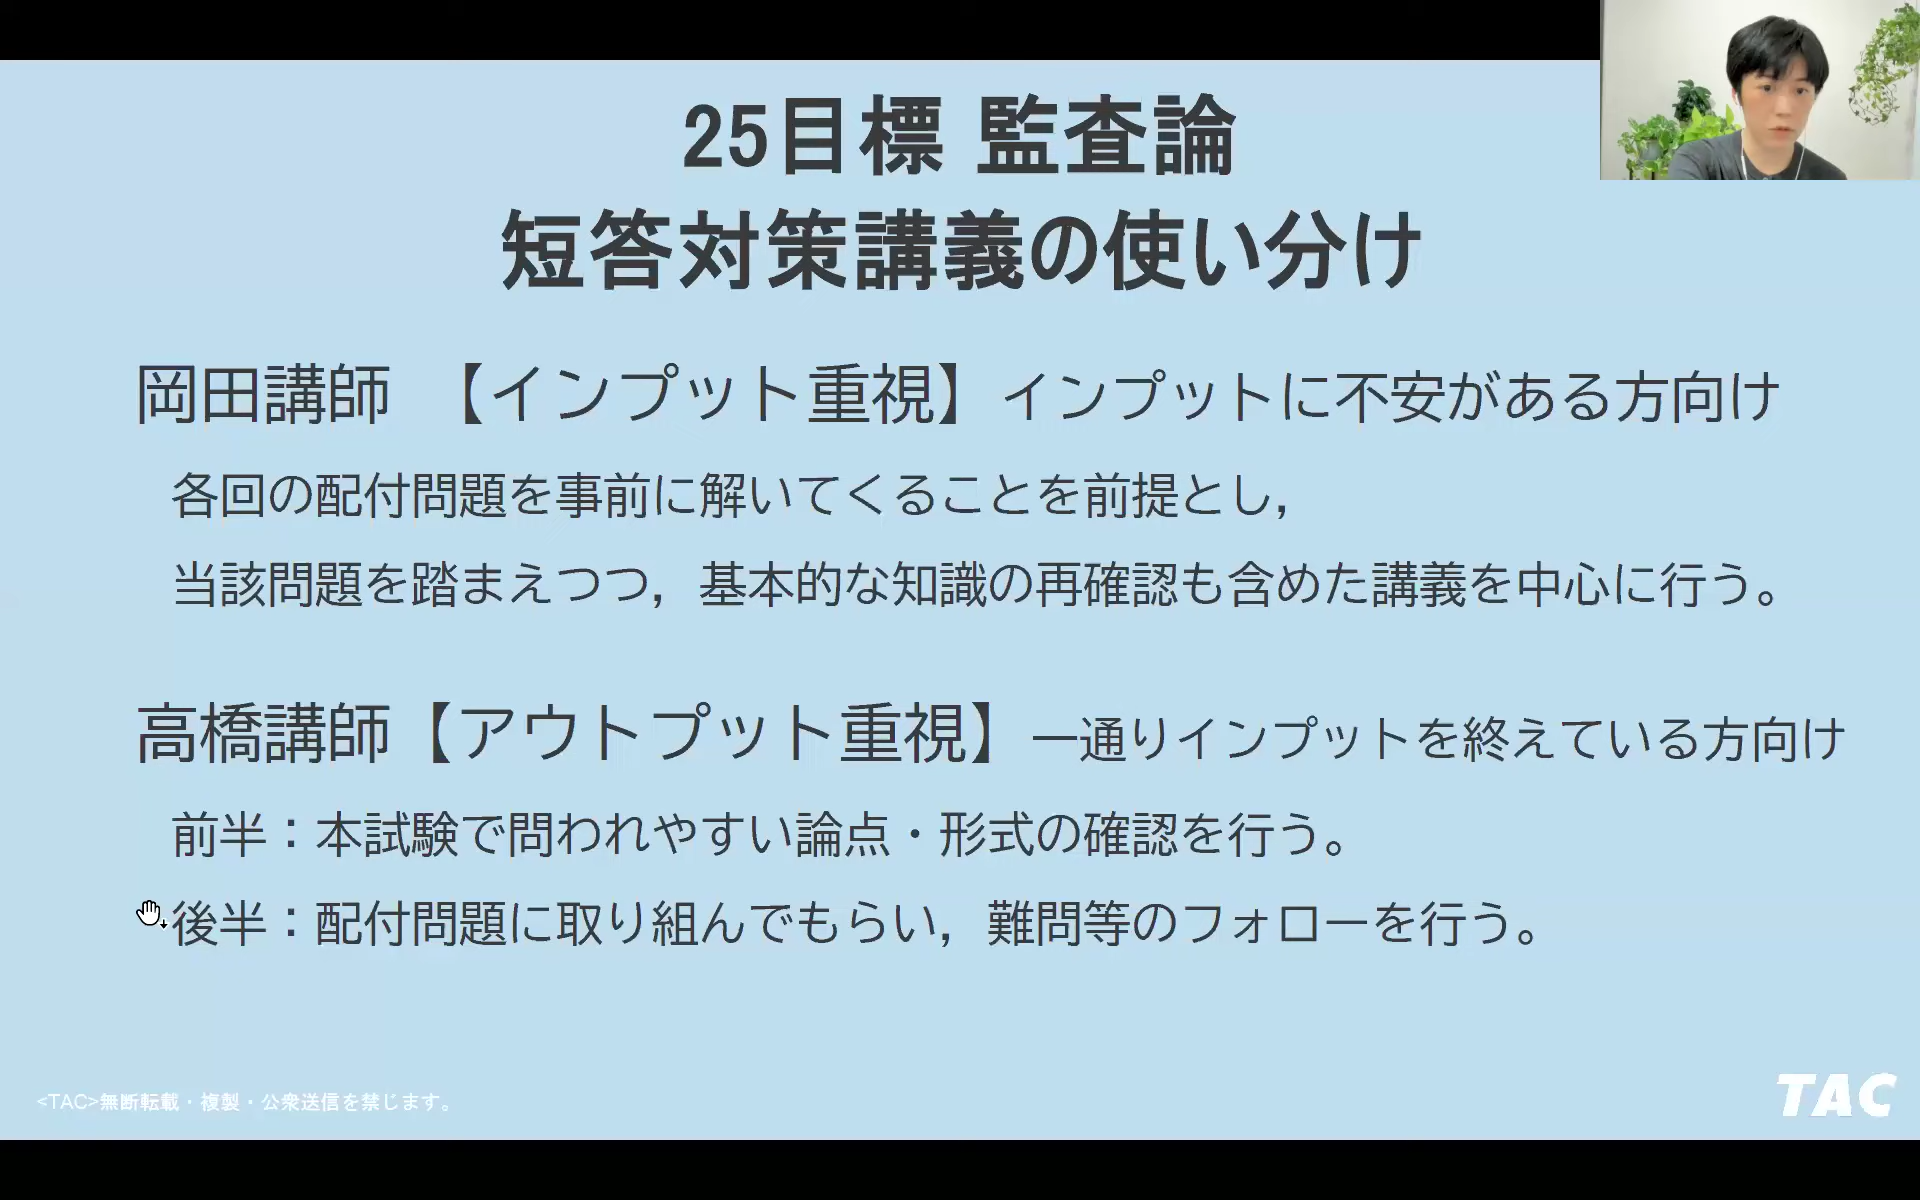 25目標 監査論
短答対策講義の使い分け
岡田講師 【インプット重視】インプットに不安がある方向け
各回の配付問題を事前に解いてくることを前提とし，
当該問題を踏まえつつ，基本的な知識の再確認も含めた講義を中心に行う。
高橋講師【アウトプット重視】一通りインプットを終えている方向け
前半：本試験で問われやすい論点・形式の確認を行う。
後半：配付問題に取り組んでもらい，難問等のフォローを行う。
<TAC>無断転載・複製・公衆送信を禁じます。
TAC